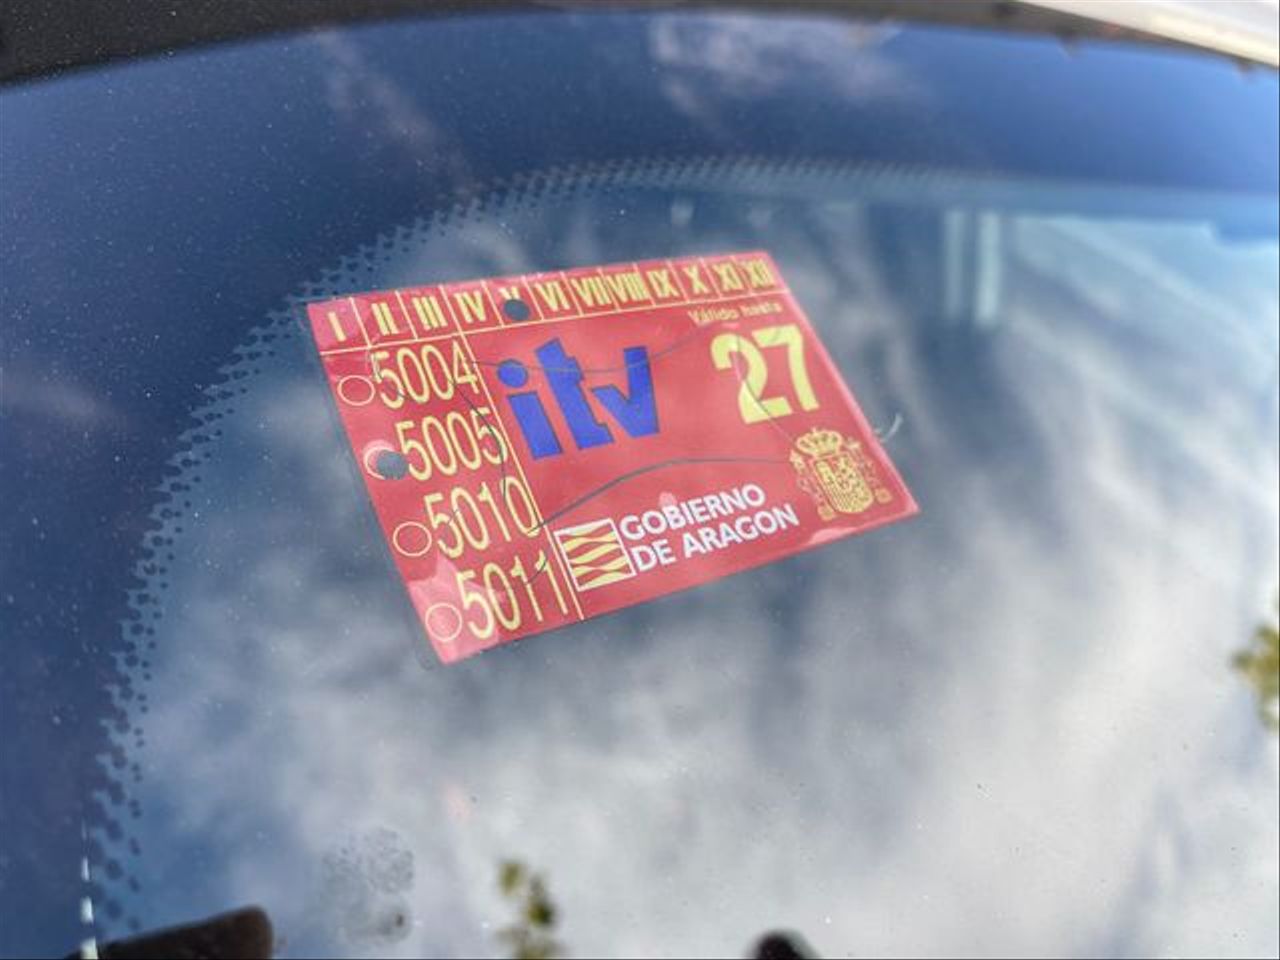 I II III IV V VI VII VIII IX X XI XII
Válido hasta
5004
5005
5010
5011
itv
27
GOBIERNO
DE ARAGON